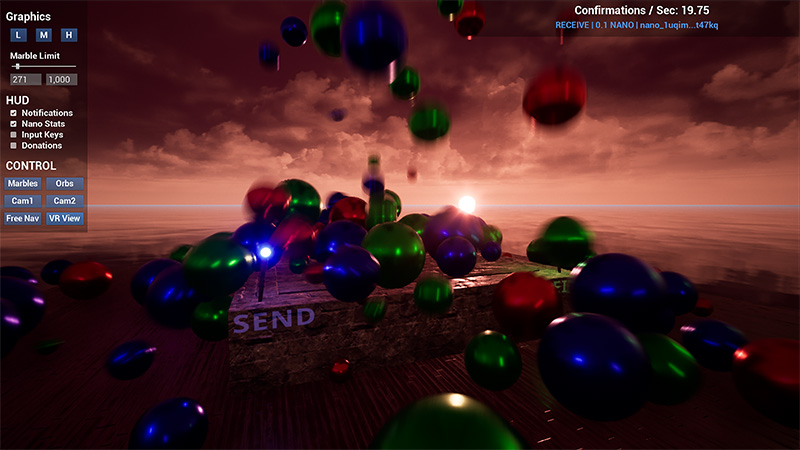 Graphics
L M H
Marble Limit
271 1,000
HUD
Notifications
Nano Stats
Input Keys
Donations
CONTROL
Marbles Orbs
Cam1 Cam2
Free Nav VR View
Confirmations / Sec: 19.75
RECEIVE | 0.1 NANO | nano_1uqim...t47kq
SEND